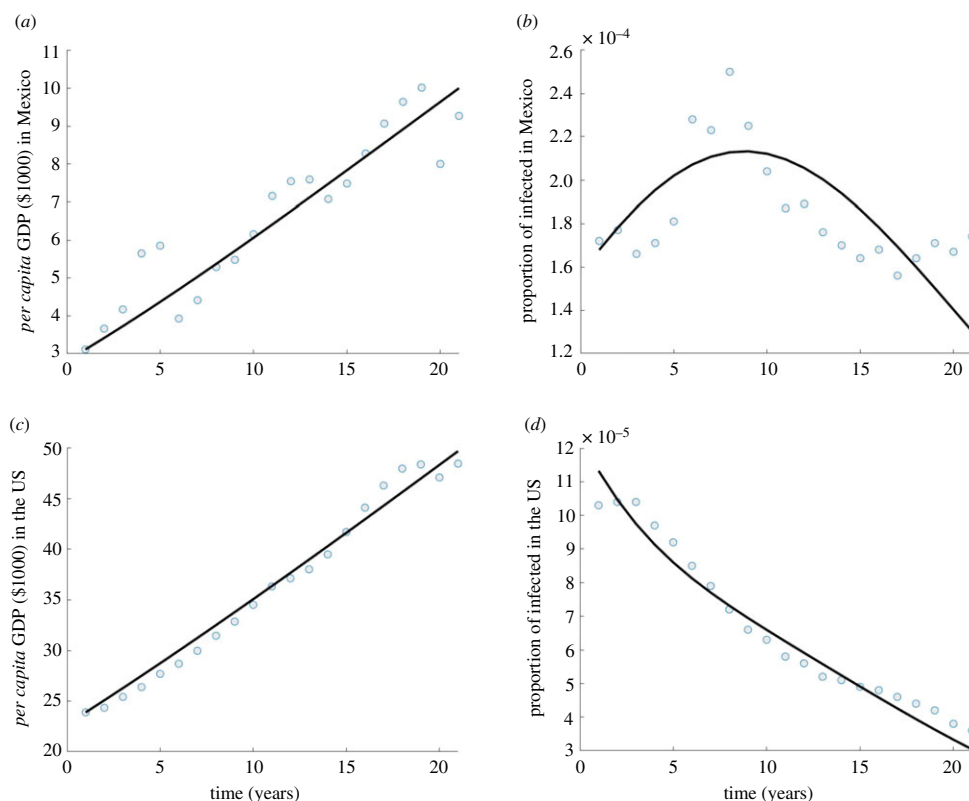 (a)
11
10
9
8
7
6
5
4
3
0 5 10 15 20
per capita GDP ($1000) in Mexico
(b)
× 10–4
2.6
2.4
2.2
2.0
1.8
1.6
1.4
1.2
0 5 10 15 20
proportion of infected in Mexico
(c)
50
45
40
35
30
25
20
0 5 10 15 20
per capita GDP ($1000) in the US
time (years)
(d)
× 10–5
12
11
10
9
8
7
6
5
4
3
0 5 10 15 20
proportion of infected in the US
time (years)